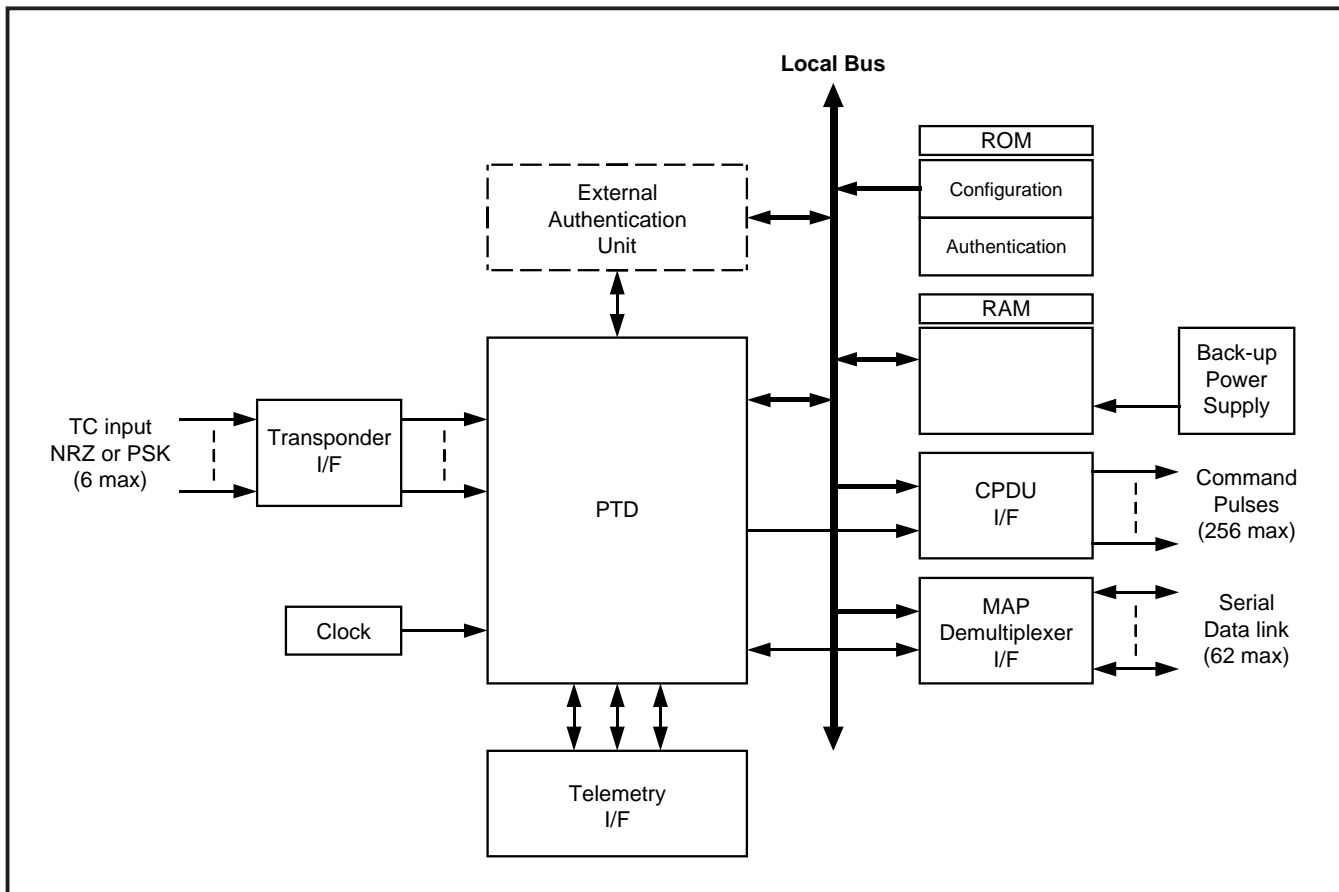 Local Bus
ROM
Configuration
Authentication
External
Authentication
Unit
RAM
Back-up
Power
Supply
TC input
NRZ or PSK
(6 max)
Transponder
I/F
PTD
CPDU
I/F
Command
Pulses
(256 max)
Clock
MAP
Demultiplexer
I/F
Serial
Data link
(62 max)
Telemetry
I/F